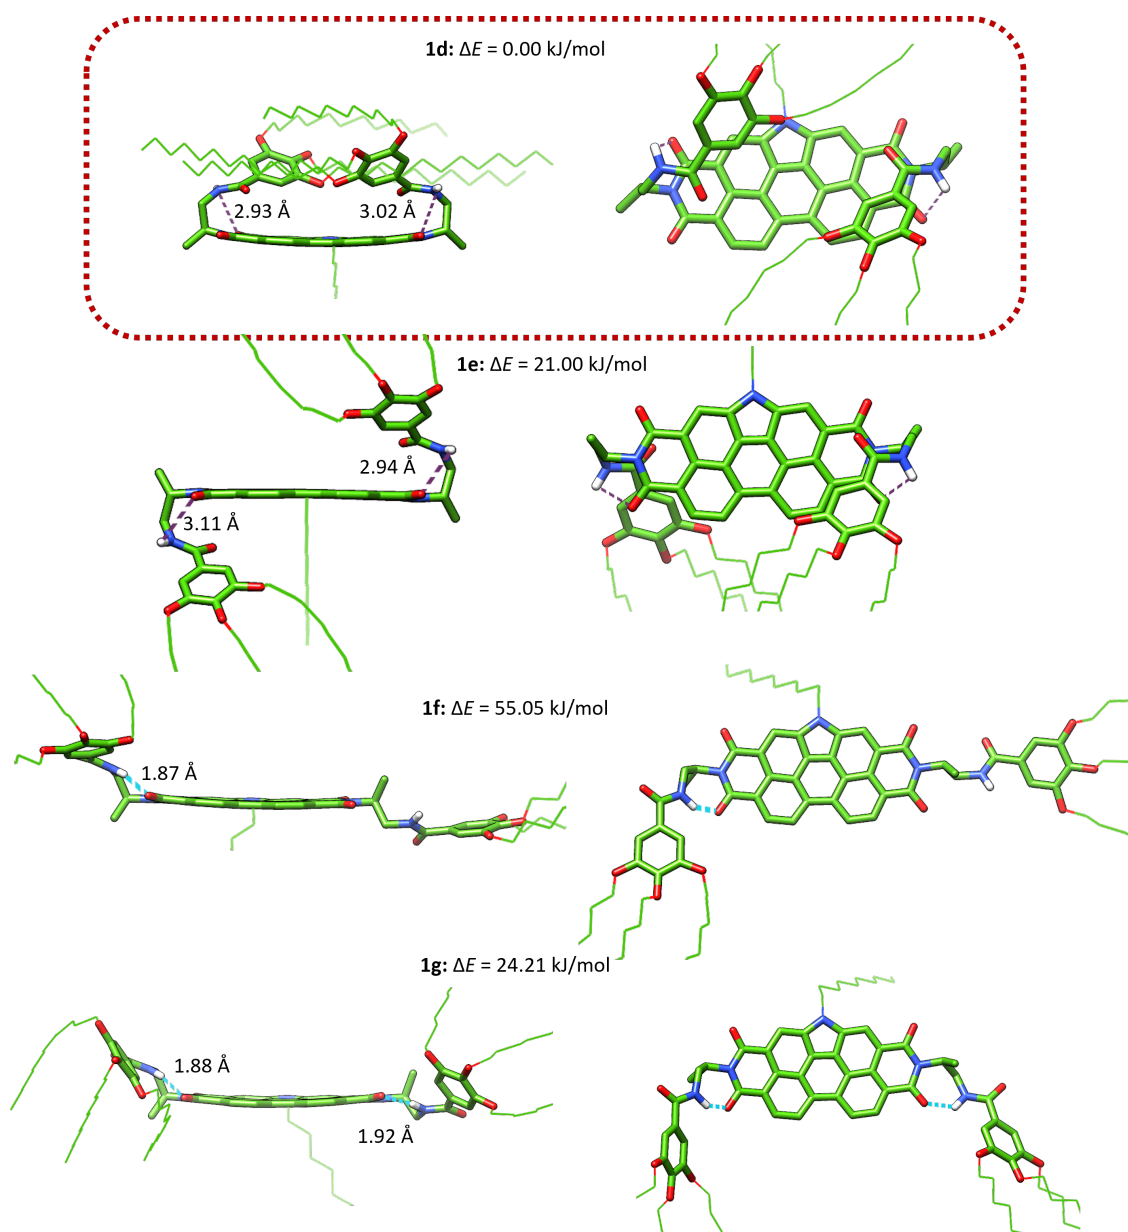 1d: ΔE = 0.00 kJ/mol
2.93 Å
3.02 Å
1e: ΔE = 21.00 kJ/mol
2.94 Å
3.11 Å
1f: ΔE = 55.05 kJ/mol
1.87 Å
1g: ΔE = 24.21 kJ/mol
1.88 Å
1.92 Å